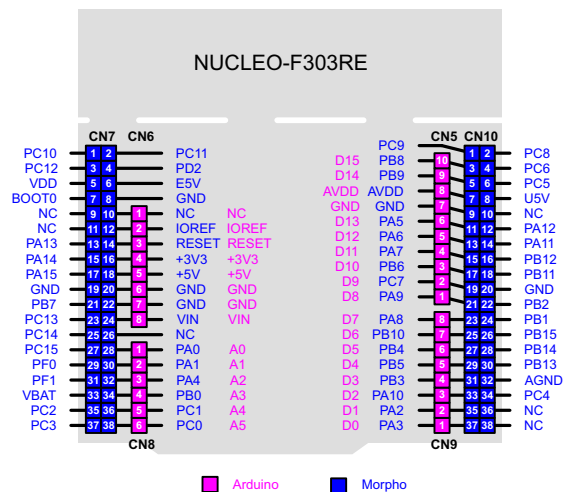 NUCLEO-F303RE
CN7 CN6 CN5 CN10
PC9
PC10 1 2 PC11 D15 PB8 10 1 2 PC8
PC12 3 4 PD2 D14 PB9 9 3 4 PC6
VDD 5 6 E5V AVDD AVDD 8 5 6 PC5
BOOT0 7 8 GND GND GND 7 7 8 U5V
NC 9 10 1 NC NC D13 PA5 6 9 10 NC
NC 11 12 2 IOREF IOREF D12 PA6 5 11 12 PA12
PA13 13 14 3 RESET RESET D11 PA7 4 13 14 PA11
PA14 15 16 4 +3V3 +3V3 D10 PB6 3 15 16 PB12
PA15 17 18 5 +5V +5V D9 PC7 2 17 18 PB11
GND 19 20 6 GND GND D8 PA9 1 19 20 GND
PB7 21 22 7 GND GND 21 22 PB2
PC13 23 24 8 VIN VIN D7 PA8 8 23 24 PB1
PC14 25 26 NC D6 PB10 7 25 26 PB15
PC15 27 28 1 PA0 A0 D5 PB4 6 27 28 PB14
PF0 29 30 2 PA1 A1 D4 PB5 5 29 30 PB13
PF1 31 32 3 PA4 A2 D3 PB3 4 31 32 AGND
VBAT 33 34 4 PB0 A3 D2 PA10 3 33 34 PC4
PC2 35 36 5 PC1 A4 D1 PA2 2 35 36 NC
PC3 37 38 6 PC0 A5 D0 PA3 1 37 38 NC
CN8 CN9
Arduino Morpho